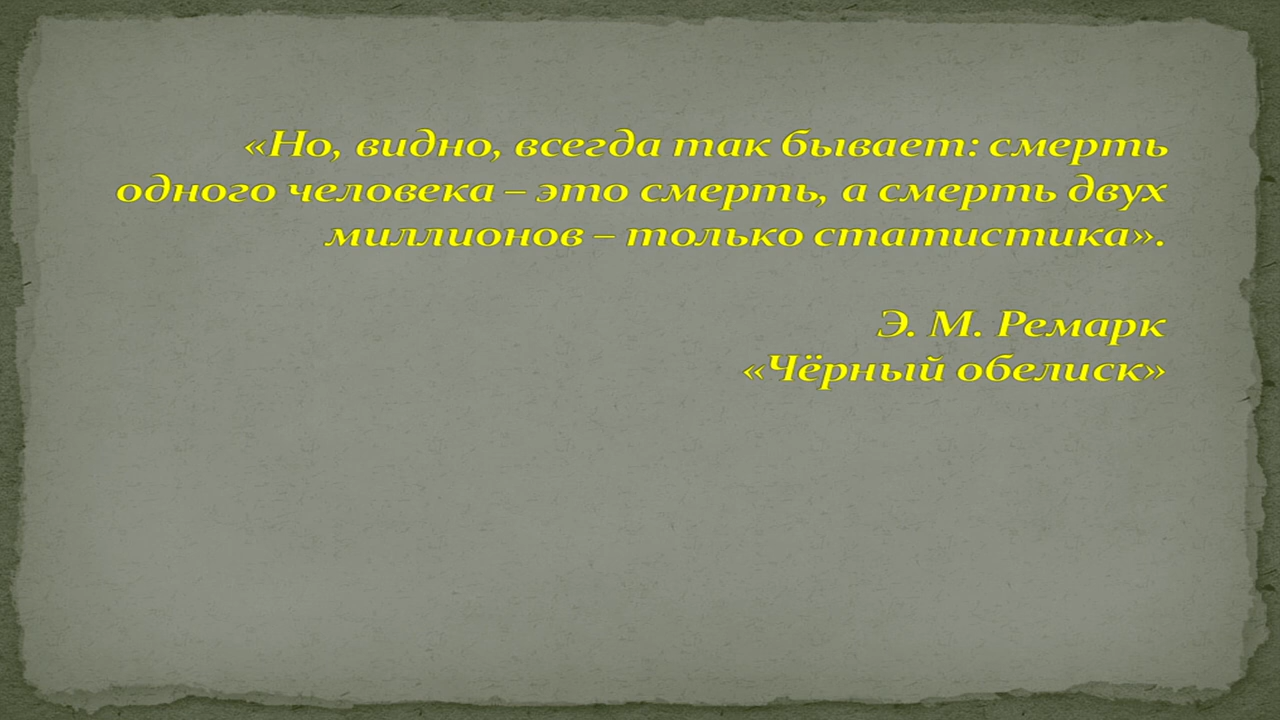 «Но, видно, всегда так бывает: смерть
одного человека – это смерть, а смерть двух
миллионов – только статистика».
Э. М. Ремарк
«Чёрный обелиск»